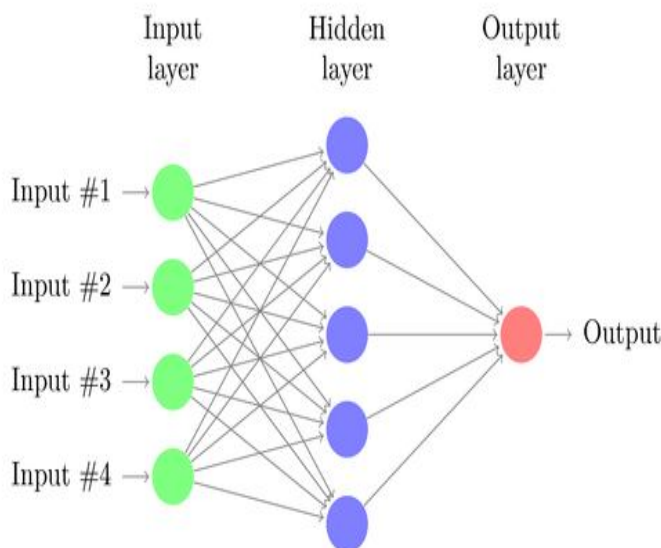 Input
layer
Hidden
layer
Output
layer
Input #1
Input #2
Input #3
Input #4
Output